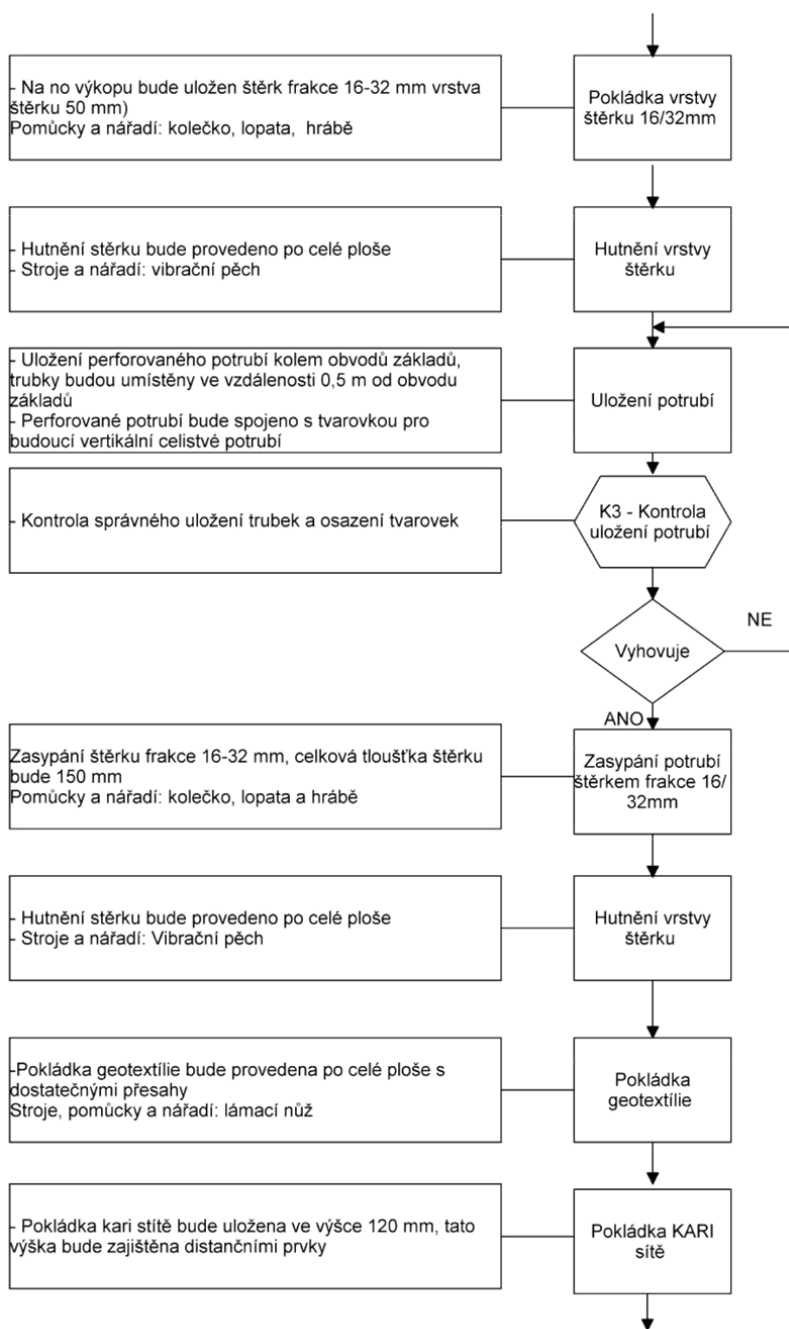 - Na no výkopu bude uložen štěrk frakce 16-32 mm vrstva
štěrku 50 mm)
Pomůcky a nářadí: kolečko, lopata, hrábě
Pokládka vrstvy
štěrku 16/32mm
- Hutnění stěrku bude provedeno po celé ploše
- Stroje a nářadí: vibrační pěch
Hutnění vrstvy
štěrku
- Uložení perforovaného potrubí kolem obvodů základů,
trubky budou umístěny ve vzdálenosti 0,5 m od obvodu
základů
- Perforované potrubí bude spojeno s tvarovkou pro
budoucí vertikální celistvé potrubí
Uložení potrubí
- Kontrola správného uložení trubek a osazení tvarovek
K3 - Kontrola
uložení potrubí
NE
Vyhovuje
ANO
Zasypání štěrku frakce 16-32 mm, celková tloušťka štěrku
bude 150 mm
Pomůcky a nářadí: kolečko, lopata a hrábě
Zasypání potrubí
štěrkem frakce 16/
32mm
- Hutnění stěrku bude provedeno po celé ploše
- Stroje a nářadí: Vibrační pěch
Hutnění vrstvy
štěrku
-Pokládka geotextílie bude provedena po celé ploše s
dostatečnými přesahy
Stroje, pomůcky a nářadí: lámací nůž
Pokládka
geotextílie
- Pokládka kari stítě bude uložena ve výšce 120 mm, tato
výška bude zajištěna distančními prvky
Pokládka KARI
sítě